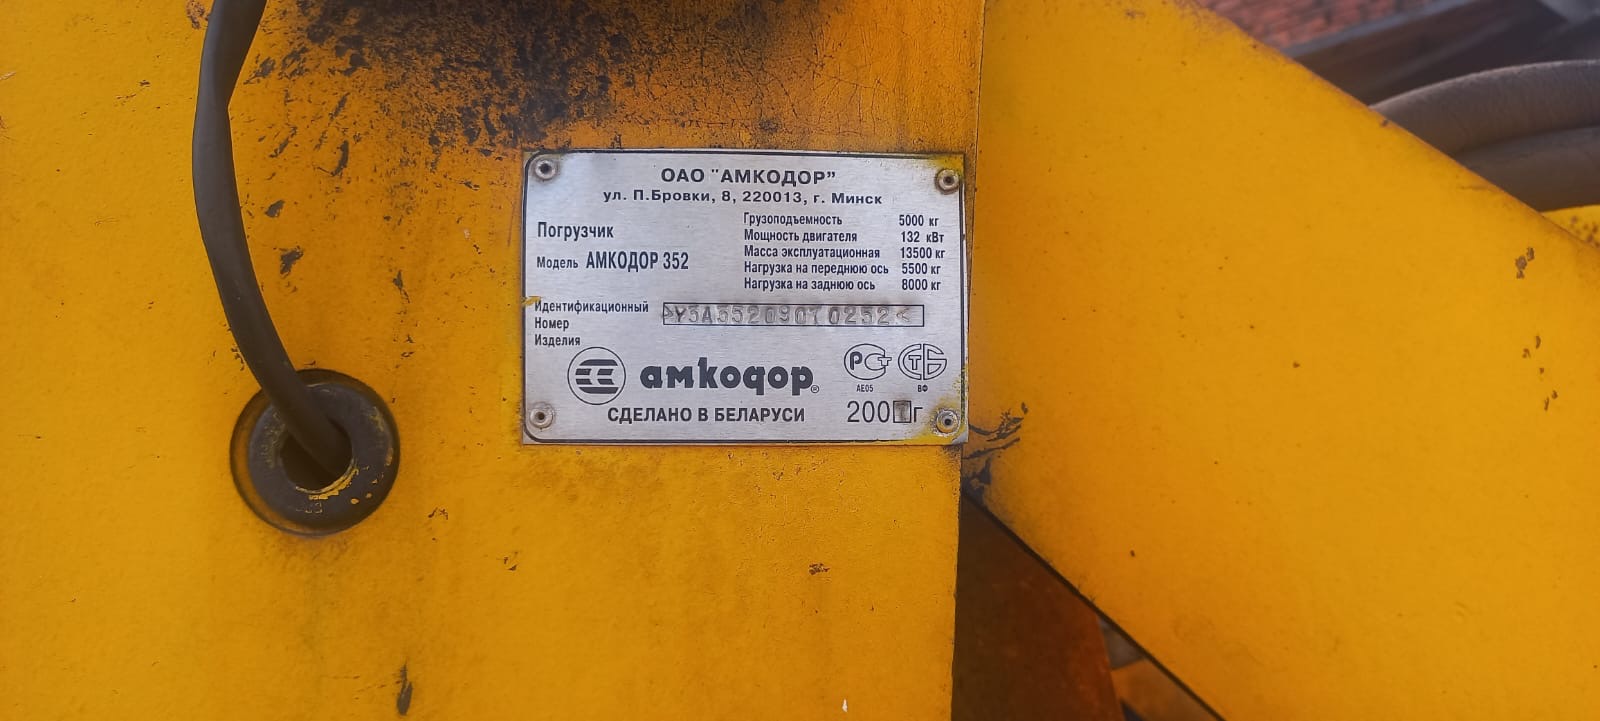 ОАО "АМКОДОР"
ул. П.Бровки, 8, 220013, г. Минск
Погрузчик
Модель АМКОДОР 352
Грузоподъемность 5000 кг
Мощность двигателя 132 кВт
Масса эксплуатационная 13500 кг
Нагрузка на переднюю ось 5500 кг
Нагрузка на заднюю ось 8000 кг
Идентификационный
Номер
Изделия
амкодор®
РСТ
АЕ05
СТБ
ВФ
СДЕЛАНО В БЕЛАРУСИ